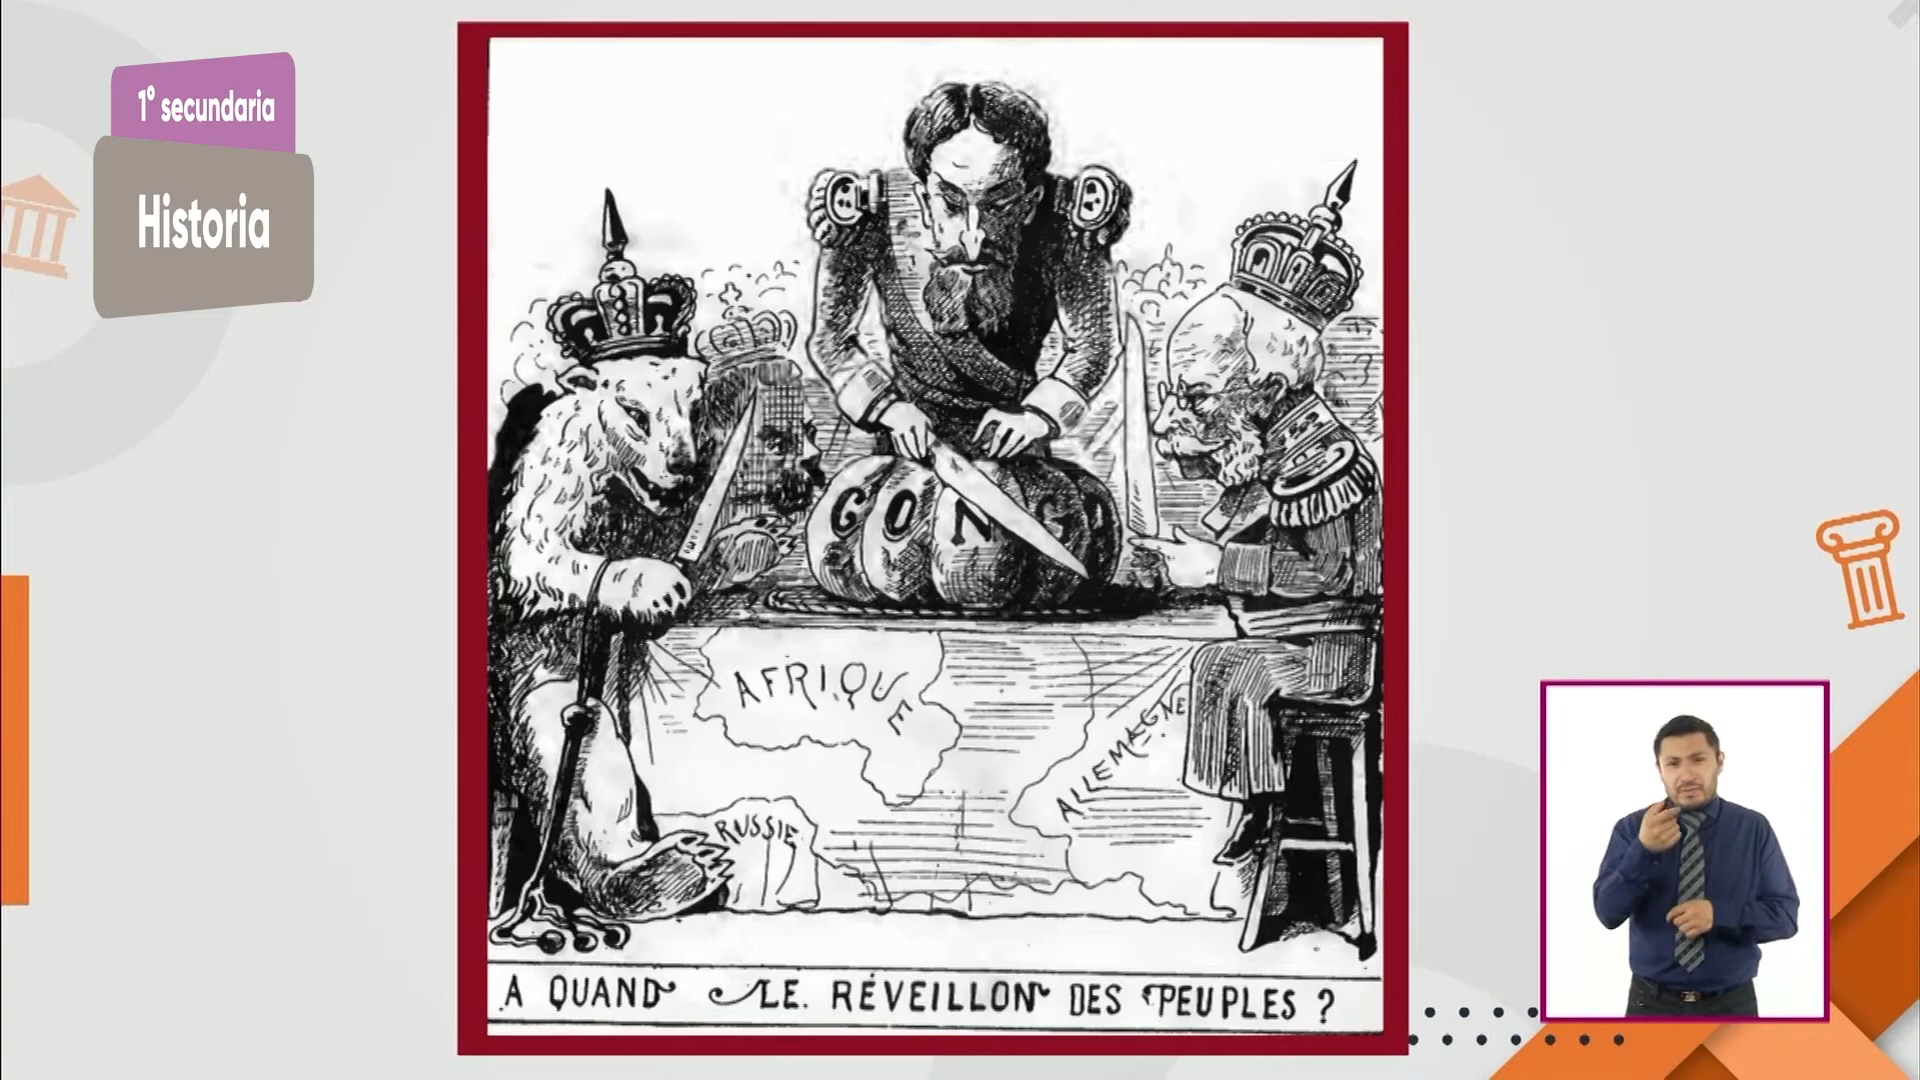 1° secundaria
Historia
CONGO
AFRIQUE
ALLEMAGNE
RUSSIE
A QUAND LE. RÉVEILLON DES PEUPLES ?